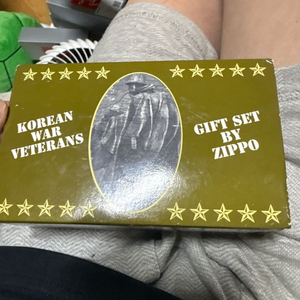 KOREAN
WAR
VETERANS
GIFT SET
BY
ZIPPO